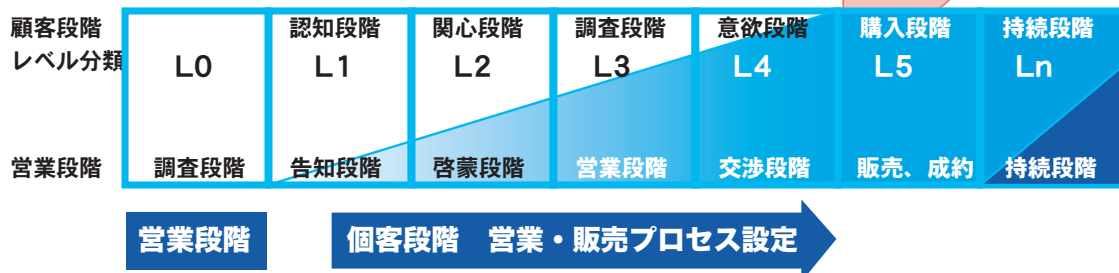 顧客段階 認知段階 関心段階 調査段階 意欲段階 購入段階 持続段階
レベル分類 L0 L1 L2 L3 L4 L5 Ln
営業段階 調査段階 告知段階 啓蒙段階 営業段階 交渉段階 販売、成約 持続段階
営業段階 個客段階 営業・販売プロセス設定